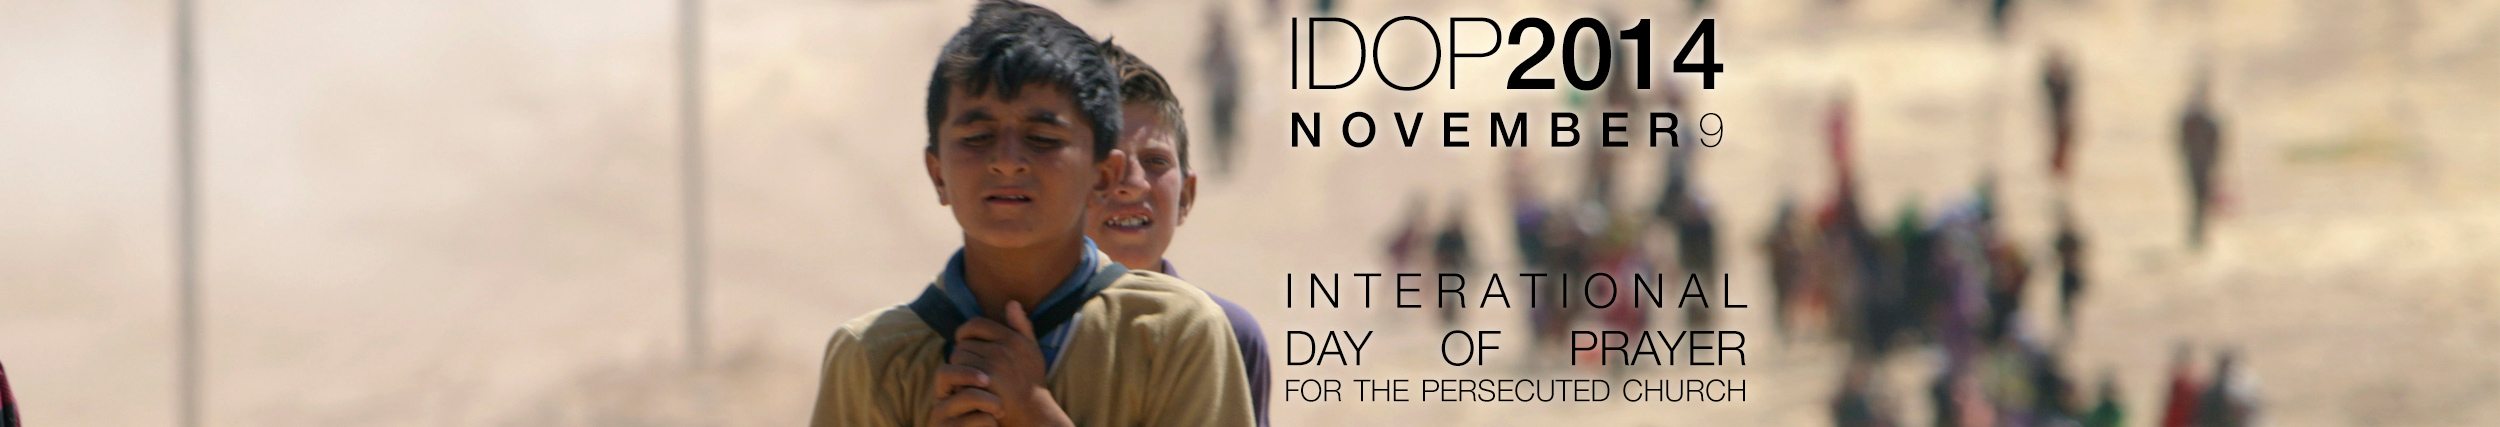 IDOP2014
NOVEMBER9
INTERATIONAL
DAY OF PRAYER
FOR THE PERSECUTED CHURCH